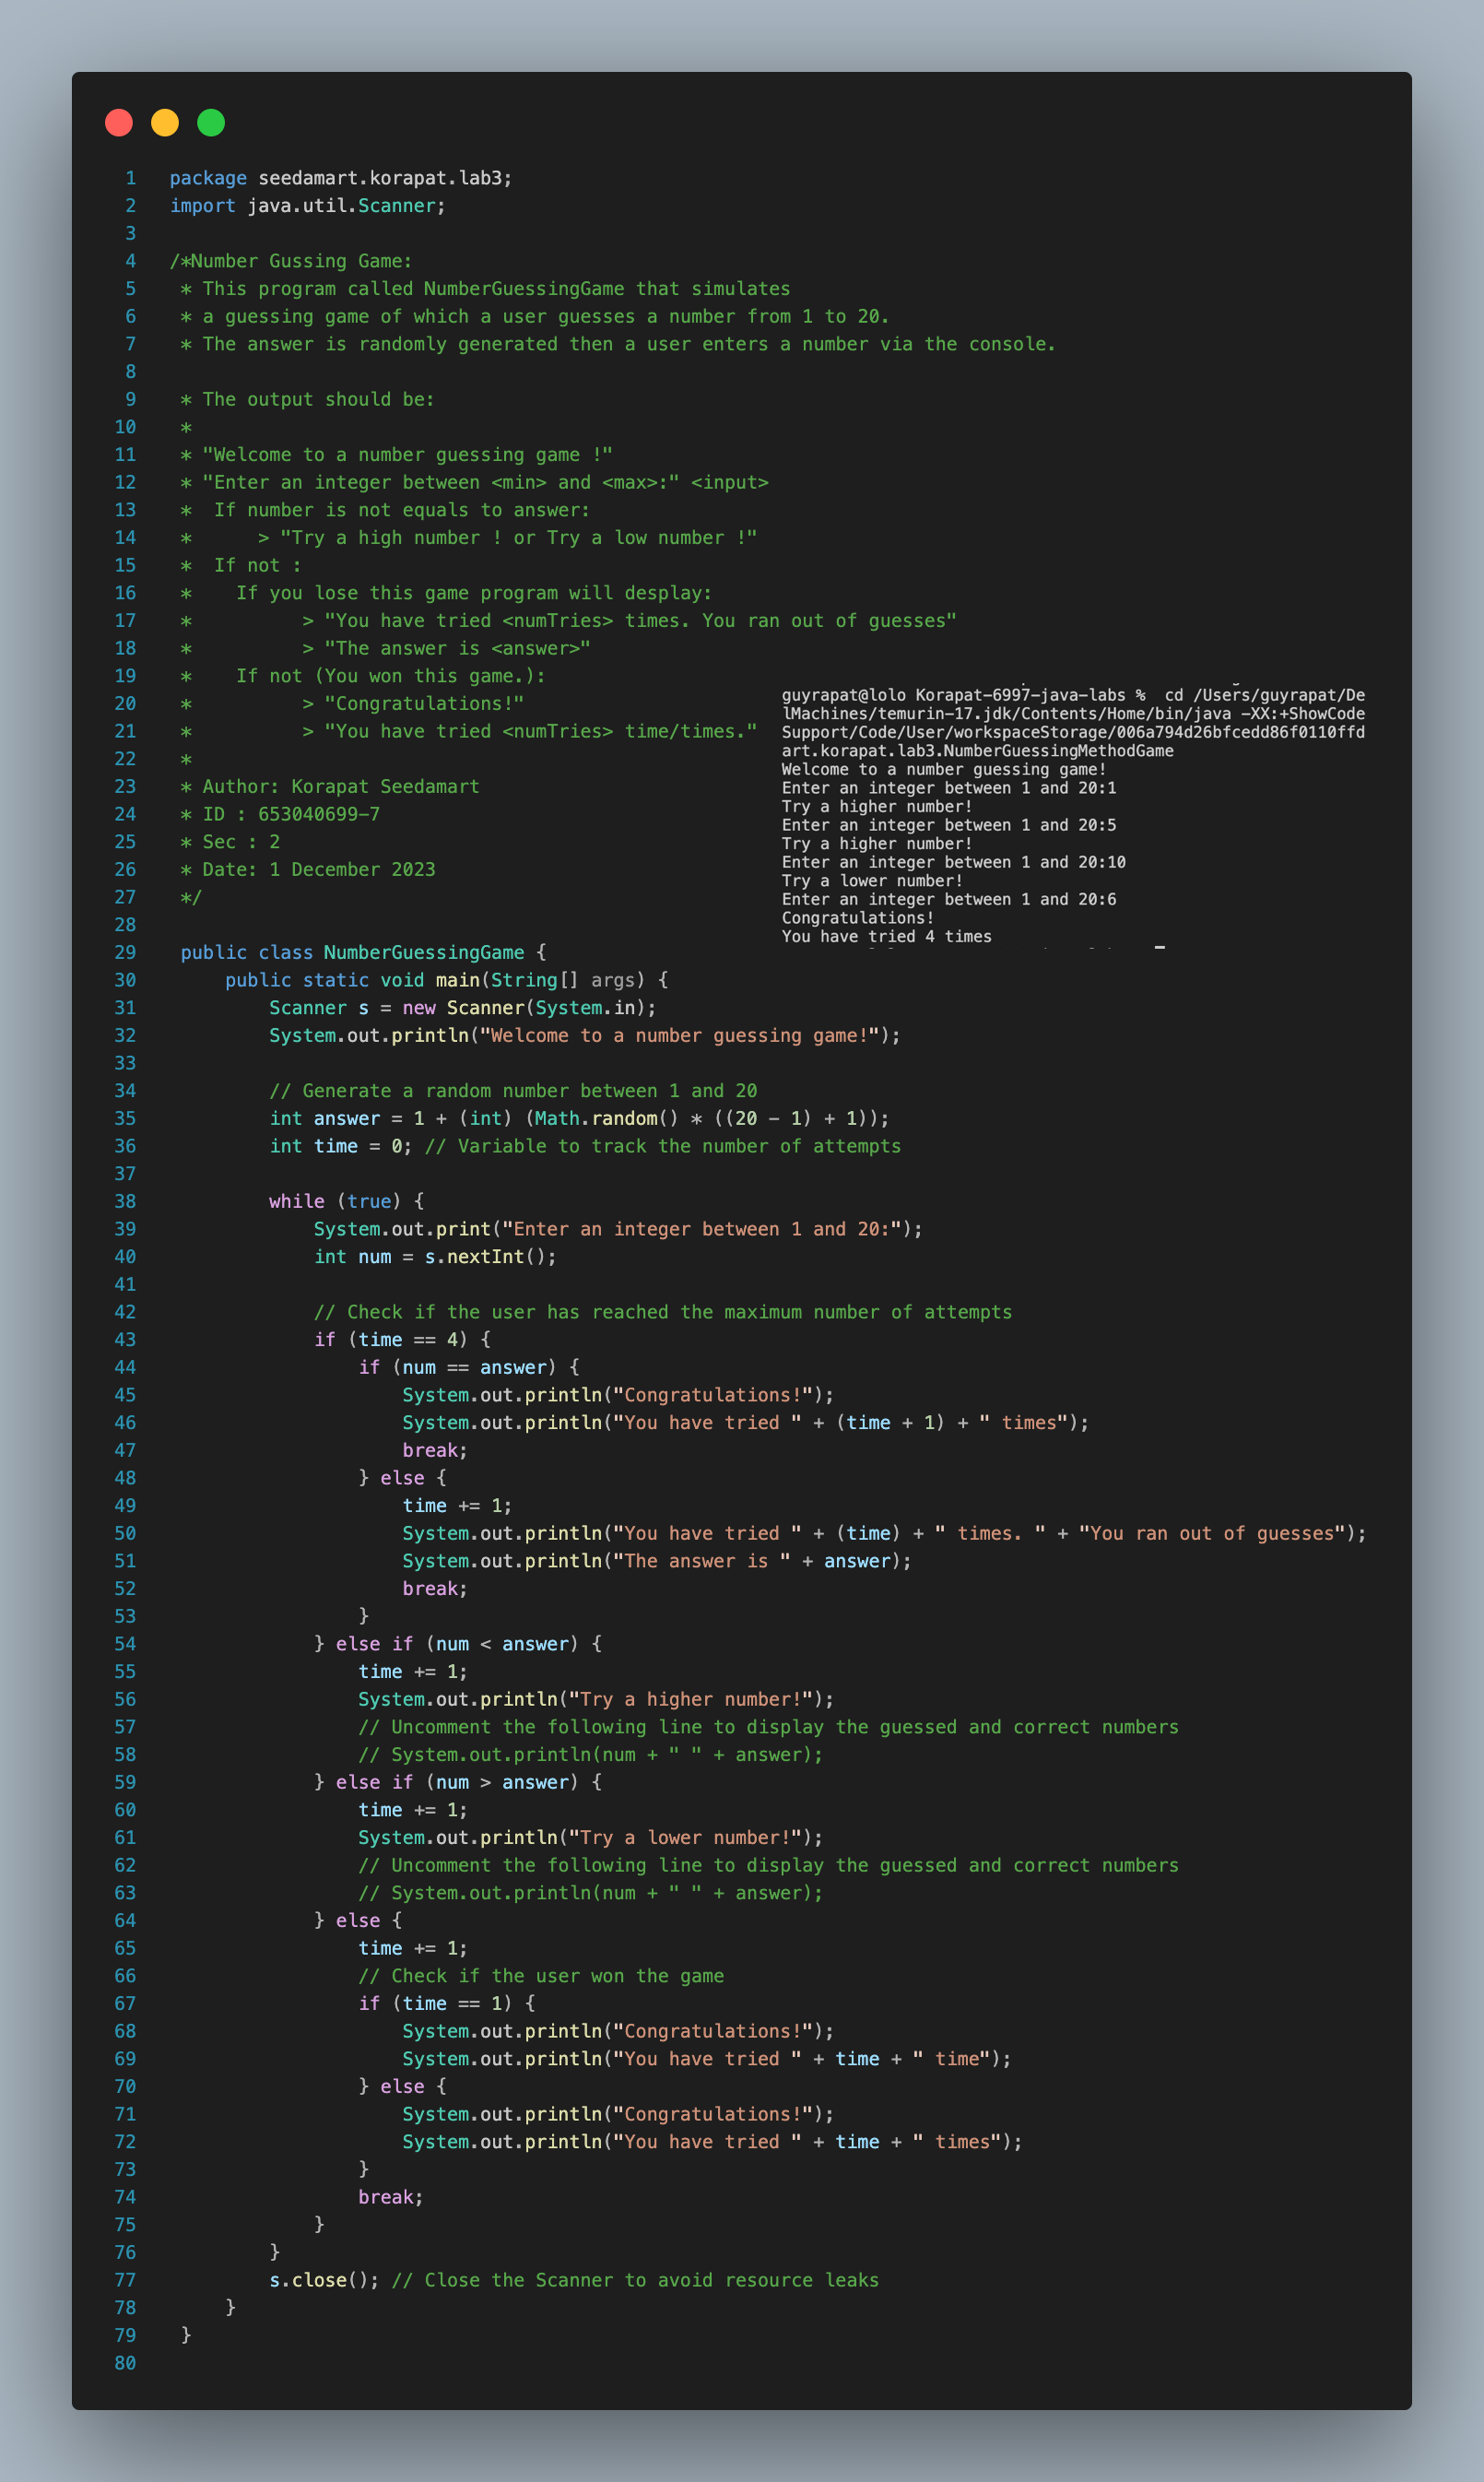 1 package seedamart.korapat.lab3;
2 import java.util.Scanner;
3
4 /*Number Gussing Game:
5 * This program called NumberGuessingGame that simulates
6 * a guessing game of which a user guesses a number from 1 to 20.
7 * The answer is randomly generated then a user enters a number via the console.
8
9 * The output should be:
10 *
11 * "Welcome to a number guessing game !"
12 * "Enter an integer between <min> and <max>:" <input>
13 *  If number is not equals to answer:
14 *      > "Try a high number ! or Try a low number !"
15 *  If not :
16 *    If you lose this game program will desplay:
17 *          > "You have tried <numTries> times. You ran out of guesses"
18 *          > "The answer is <answer>"
19 *    If not (You won this game.):
20 *          > "Congratulations!"
21 *          > "You have tried <numTries> time/times."
22 *
23 * Author: Korapat Seedamart
24 * ID : 653040699-7
25 * Sec : 2
26 * Date: 1 December 2023
27 */
28
guyrapat@lolo Korapat-6997-java-labs %  cd /Users/guyrapat/De
lMachines/temurin-17.jdk/Contents/Home/bin/java -XX:+ShowCode
Support/Code/User/workspaceStorage/006a794d26bfcedd86f0110ffd
art.korapat.lab3.NumberGuessingMethodGame
Welcome to a number guessing game!
Enter an integer between 1 and 20:1
Try a higher number!
Enter an integer between 1 and 20:5
Try a higher number!
Enter an integer between 1 and 20:10
Try a lower number!
Enter an integer between 1 and 20:6
Congratulations!
You have tried 4 times
29 public class NumberGuessingGame {
30     public static void main(String[] args) {
31         Scanner s = new Scanner(System.in);
32         System.out.println("Welcome to a number guessing game!");
33
34         // Generate a random number between 1 and 20
35         int answer = 1 + (int) (Math.random() * ((20 - 1) + 1));
36         int time = 0; // Variable to track the number of attempts
37
38         while (true) {
39             System.out.print("Enter an integer between 1 and 20:");
40             int num = s.nextInt();
41
42             // Check if the user has reached the maximum number of attempts
43             if (time == 4) {
44                 if (num == answer) {
45                     System.out.println("Congratulations!");
46                     System.out.println("You have tried " + (time + 1) + " times");
47                     break;
48                 } else {
49                     time += 1;
50                     System.out.println("You have tried " + (time) + " times. " + "You ran out of guesses");
51                     System.out.println("The answer is " + answer);
52                     break;
53                 }
54             } else if (num < answer) {
55                 time += 1;
56                 System.out.println("Try a higher number!");
57                 // Uncomment the following line to display the guessed and correct numbers
58                 // System.out.println(num + " " + answer);
59             } else if (num > answer) {
60                 time += 1;
61                 System.out.println("Try a lower number!");
62                 // Uncomment the following line to display the guessed and correct numbers
63                 // System.out.println(num + " " + answer);
64             } else {
65                 time += 1;
66                 // Check if the user won the game
67                 if (time == 1) {
68                     System.out.println("Congratulations!");
69                     System.out.println("You have tried " + time + " time");
70                 } else {
71                     System.out.println("Congratulations!");
72                     System.out.println("You have tried " + time + " times");
73                 }
74                 break;
75             }
76         }
77         s.close(); // Close the Scanner to avoid resource leaks
78     }
79 }
80